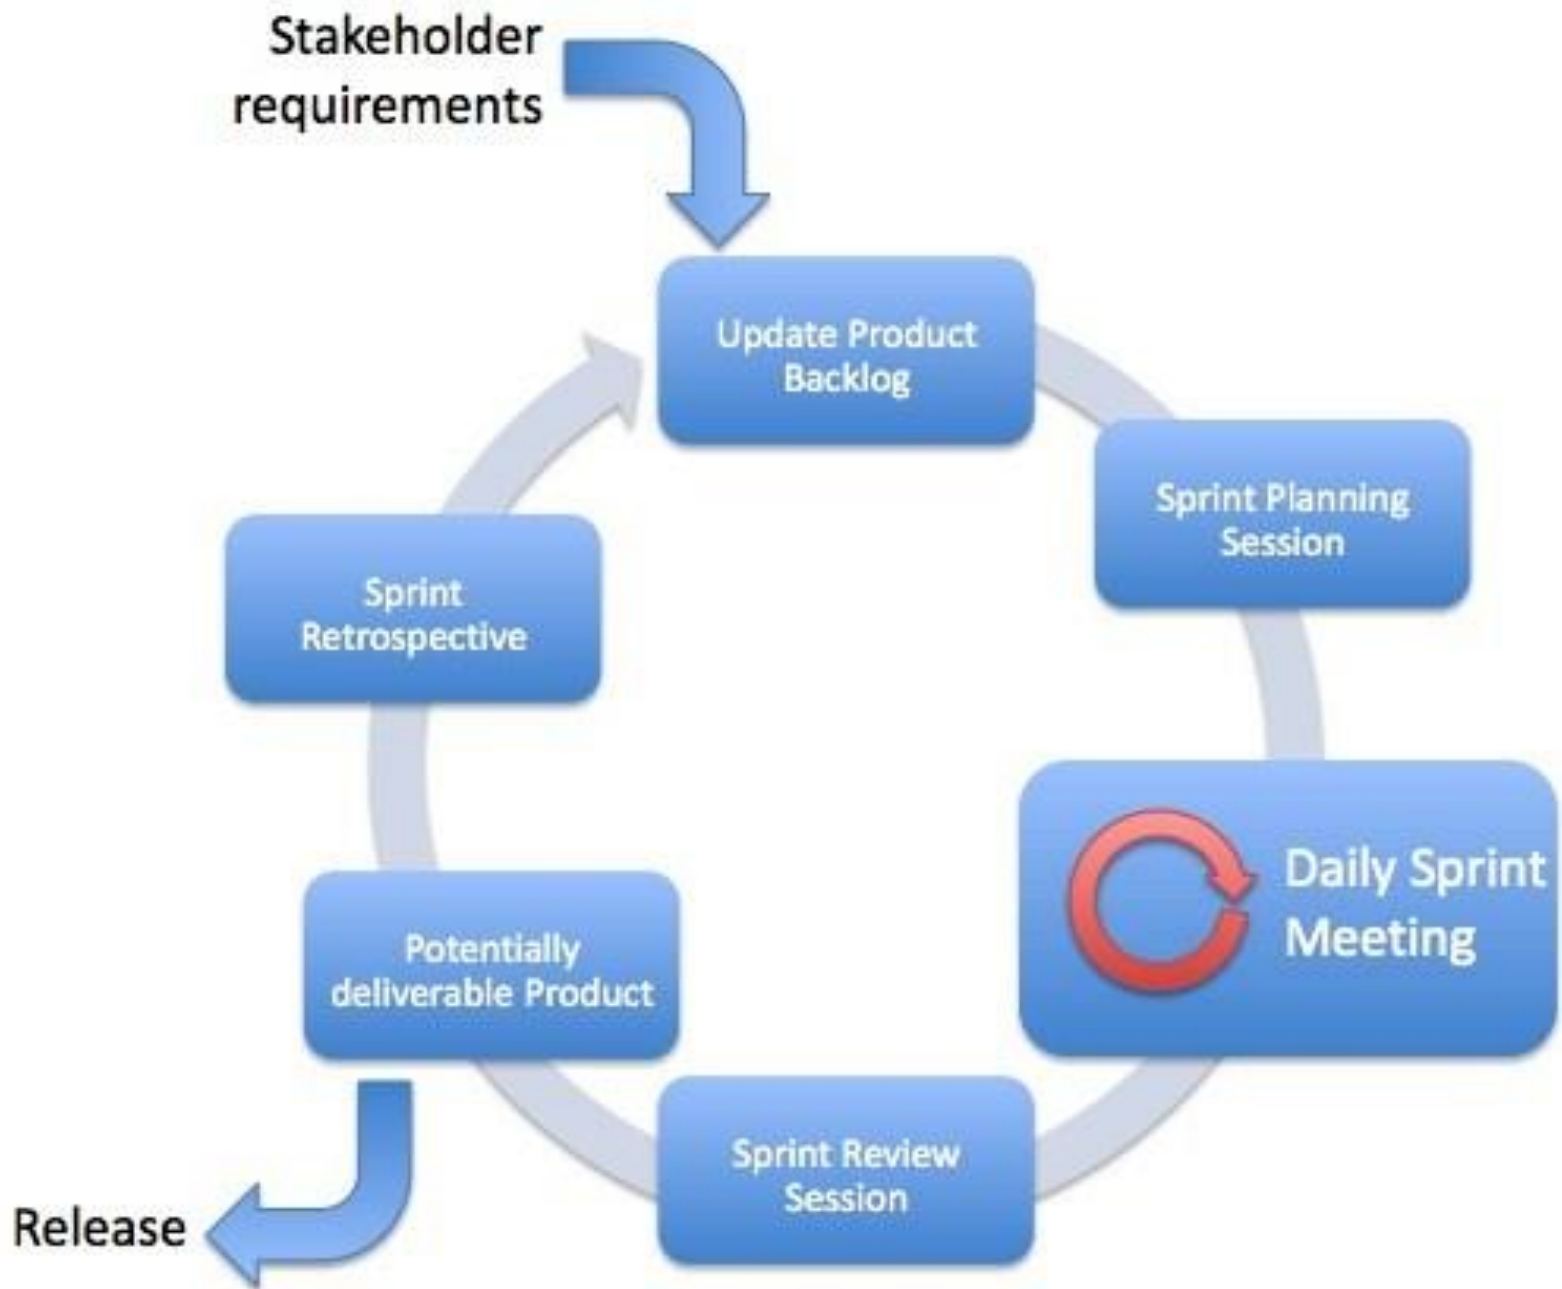 Stakeholder
requirements
Update Product
Backlog
Sprint Planning
Session
Daily Sprint
Meeting
Sprint Review
Session
Potentially
deliverable Product
Release
Sprint
Retrospective